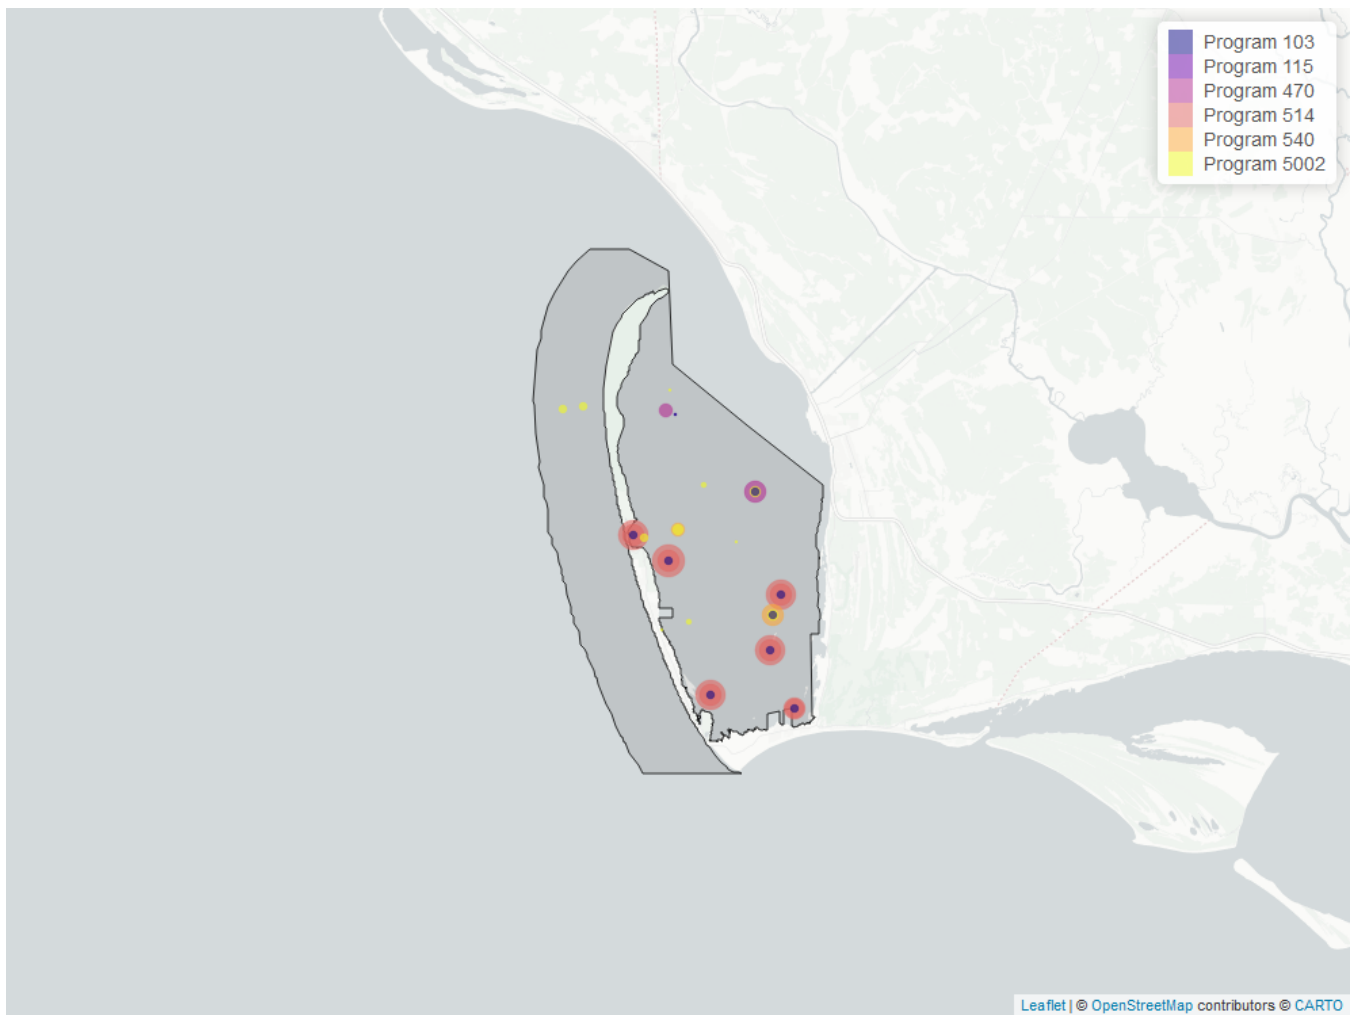 Program 103
Program 115
Program 470
Program 514
Program 540
Program 5002
Leaflet | © OpenStreetMap contributors © CARTO